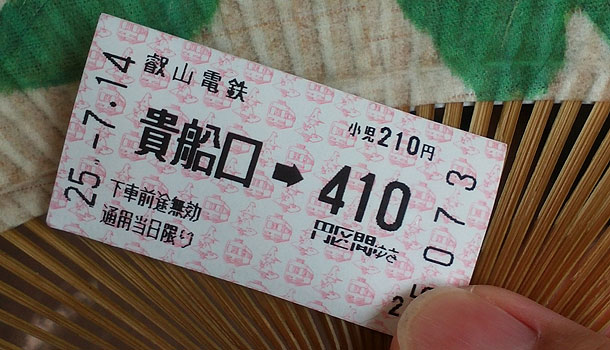 叡山電鉄
25.-7.14
小児210円
貴船口➡410
円区間ゆき
下車前途無効
通用当日限り
073